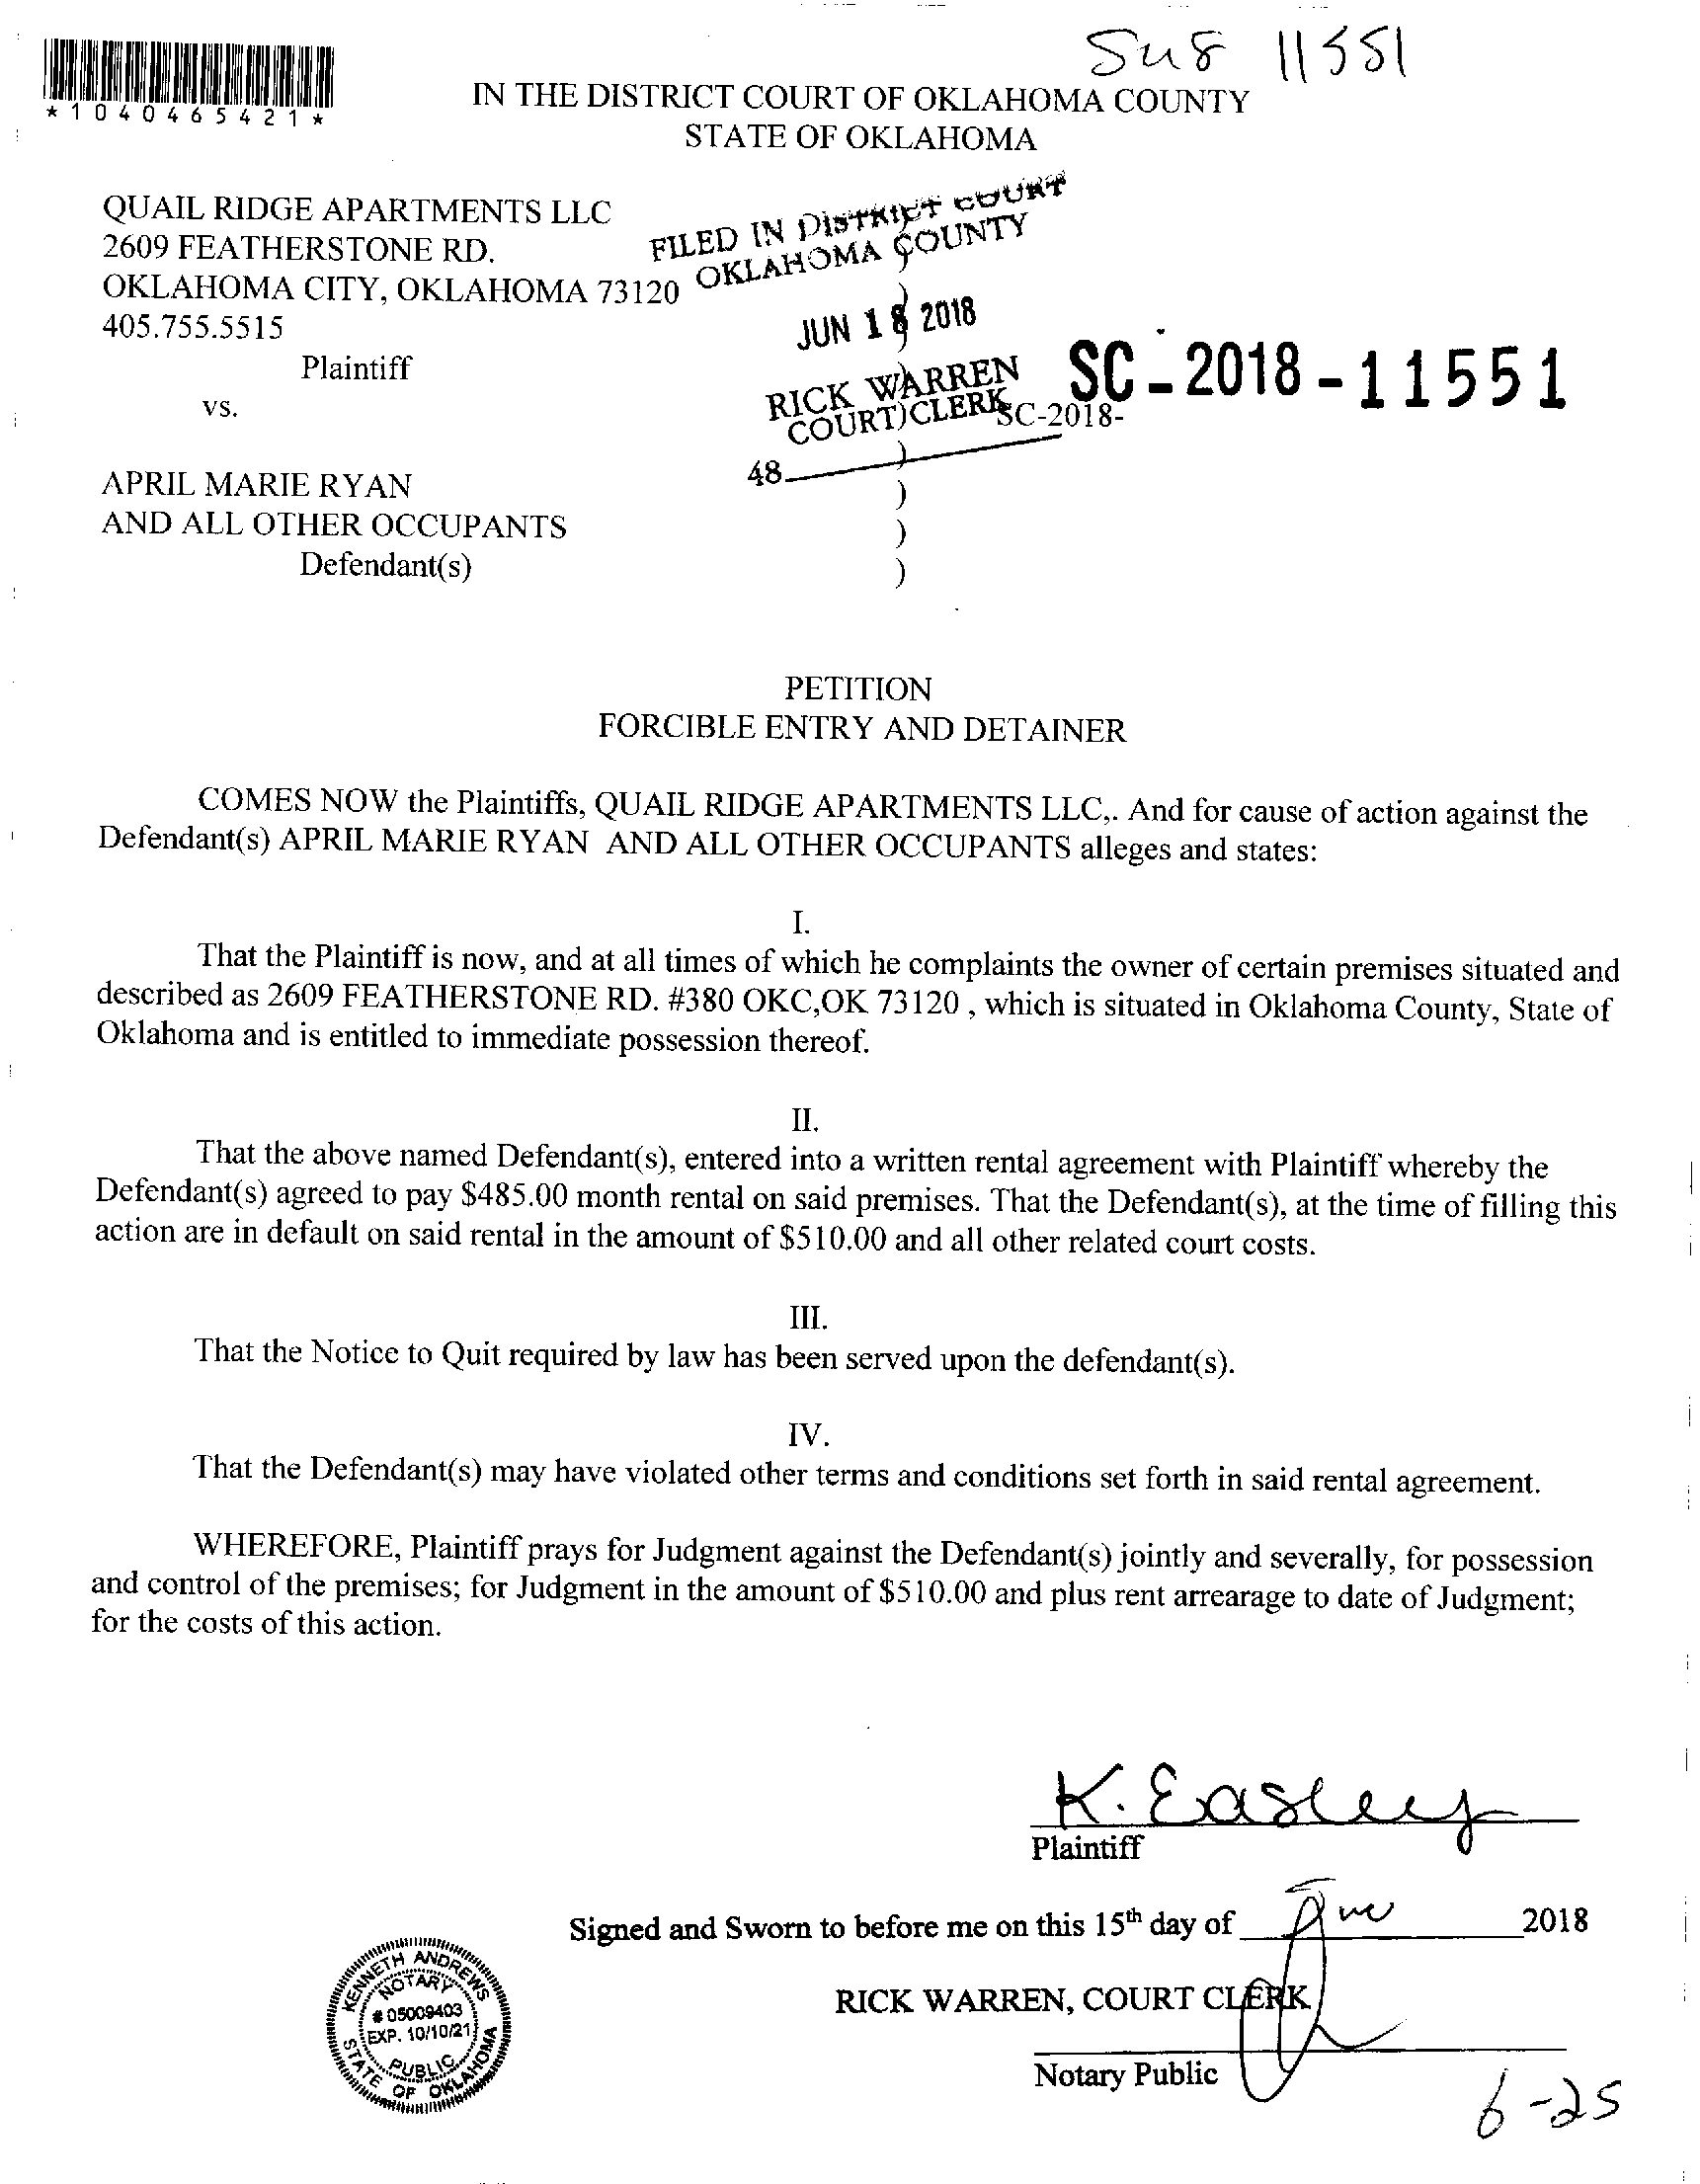 11551
*1040465421*
IN THE DISTRICT COURT OF OKLAHOMA COUNTY
STATE OF OKLAHOMA
QUAIL RIDGE APARTMENTS LLC
2609 FEATHERSTONE RD.
OKLAHOMA CITY, OKLAHOMA 73120
405.755.5515
Plaintiff
vs.
FILED IN DISTRICT COURT
OKLAHOMA COUNTY
)
JUN 18 2018
)
RICK WARREN
COURT CLERK
)
48
SC-2018-
SC-2018-11551
)
APRIL MARIE RYAN )
AND ALL OTHER OCCUPANTS )
Defendant(s) )
PETITION
FORCIBLE ENTRY AND DETAINER
COMES NOW the Plaintiffs, QUAIL RIDGE APARTMENTS LLC,. And for cause of action against the
Defendant(s) APRIL MARIE RYAN AND ALL OTHER OCCUPANTS alleges and states:
I.
That the Plaintiff is now, and at all times of which he complaints the owner of certain premises situated and
described as 2609 FEATHERSTONE RD. #380 OKC,OK 73120 , which is situated in Oklahoma County, State of
Oklahoma and is entitled to immediate possession thereof.
II.
That the above named Defendant(s), entered into a written rental agreement with Plaintiff whereby the
Defendant(s) agreed to pay $485.00 month rental on said premises. That the Defendant(s), at the time of filling this
action are in default on said rental in the amount of $510.00 and all other related court costs.
III.
That the Notice to Quit required by law has been served upon the defendant(s).
IV.
That the Defendant(s) may have violated other terms and conditions set forth in said rental agreement.
WHEREFORE, Plaintiff prays for Judgment against the Defendant(s) jointly and severally, for possession
and control of the premises; for Judgment in the amount of $510.00 and plus rent arrearage to date of Judgment;
for the costs of this action.
K. Easley
Plaintiff
Signed and Sworn to before me on this 15th day of June 2018
RICK WARREN, COURT CLERK
Notary Public
KENNETH ANDREWS
NOTARY
# 05009403
EXP. 10/10/21
PUBLIC
STATE OF OKLAHOMA
6-25